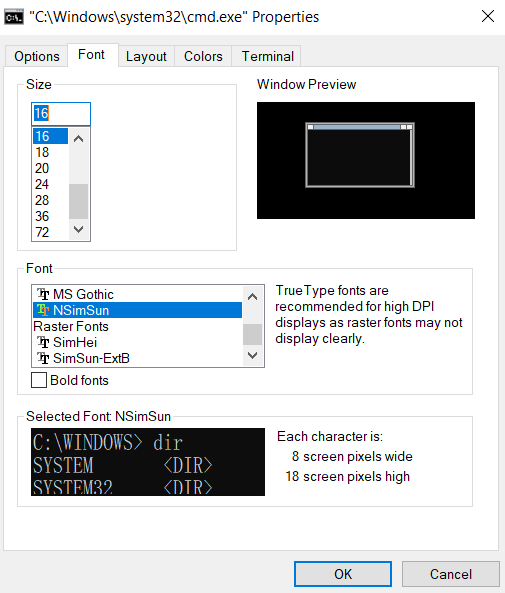 "C:\Windows\system32\cmd.exe" Properties
Options Font Layout Colors Terminal
Size
16
16
18
20
24
28
36
72
Window Preview
Font
MS Gothic
NSimSun
Raster Fonts
SimHei
SimSun-ExtB
Bold fonts
TrueType fonts are
recommended for high DPI
displays as raster fonts may not
display clearly.
Selected Font: NSimSun
C:\WINDOWS> dir
SYSTEM <DIR>
SYSTEM32 <DIR>
Each character is:
8 screen pixels wide
18 screen pixels high
OK Cancel